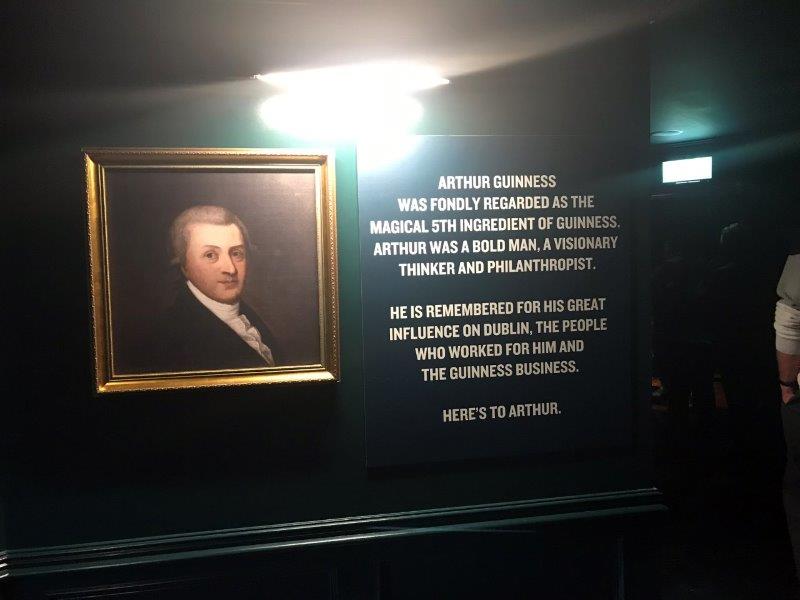 ARTHUR GUINNESS
WAS FONDLY REGARDED AS THE
MAGICAL 5TH INGREDIENT OF GUINNESS.
ARTHUR WAS A BOLD MAN, A VISIONARY
THINKER AND PHILANTHROPIST.
HE IS REMEMBERED FOR HIS GREAT
INFLUENCE ON DUBLIN, THE PEOPLE
WHO WORKED FOR HIM AND
THE GUINNESS BUSINESS.
HERE'S TO ARTHUR.